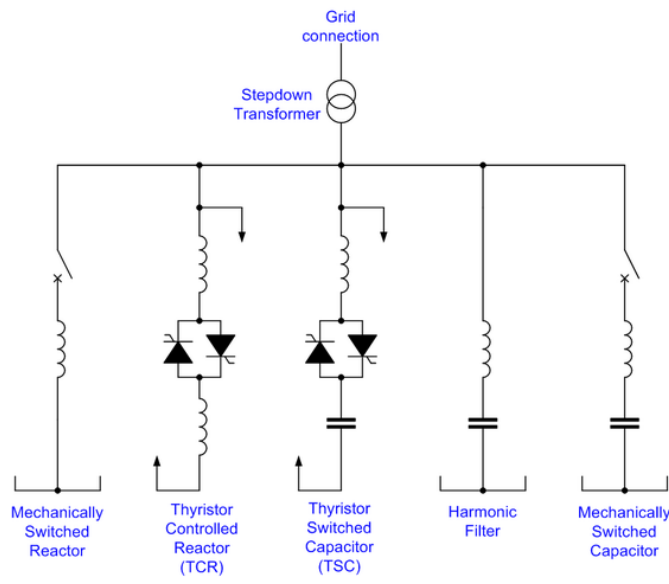 Grid
connection
Stepdown
Transformer
Mechanically
Switched
Reactor
Thyristor
Controlled
Reactor
(TCR)
Thyristor
Switched
Capacitor
(TSC)
Harmonic
Filter
Mechanically
Switched
Capacitor